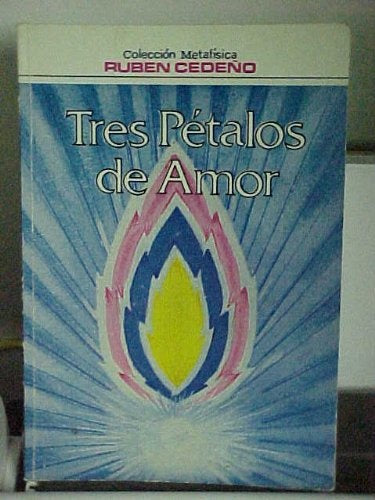 Colección Metafísica
RUBEN CEDEÑO
Tres Pétalos
de Amor